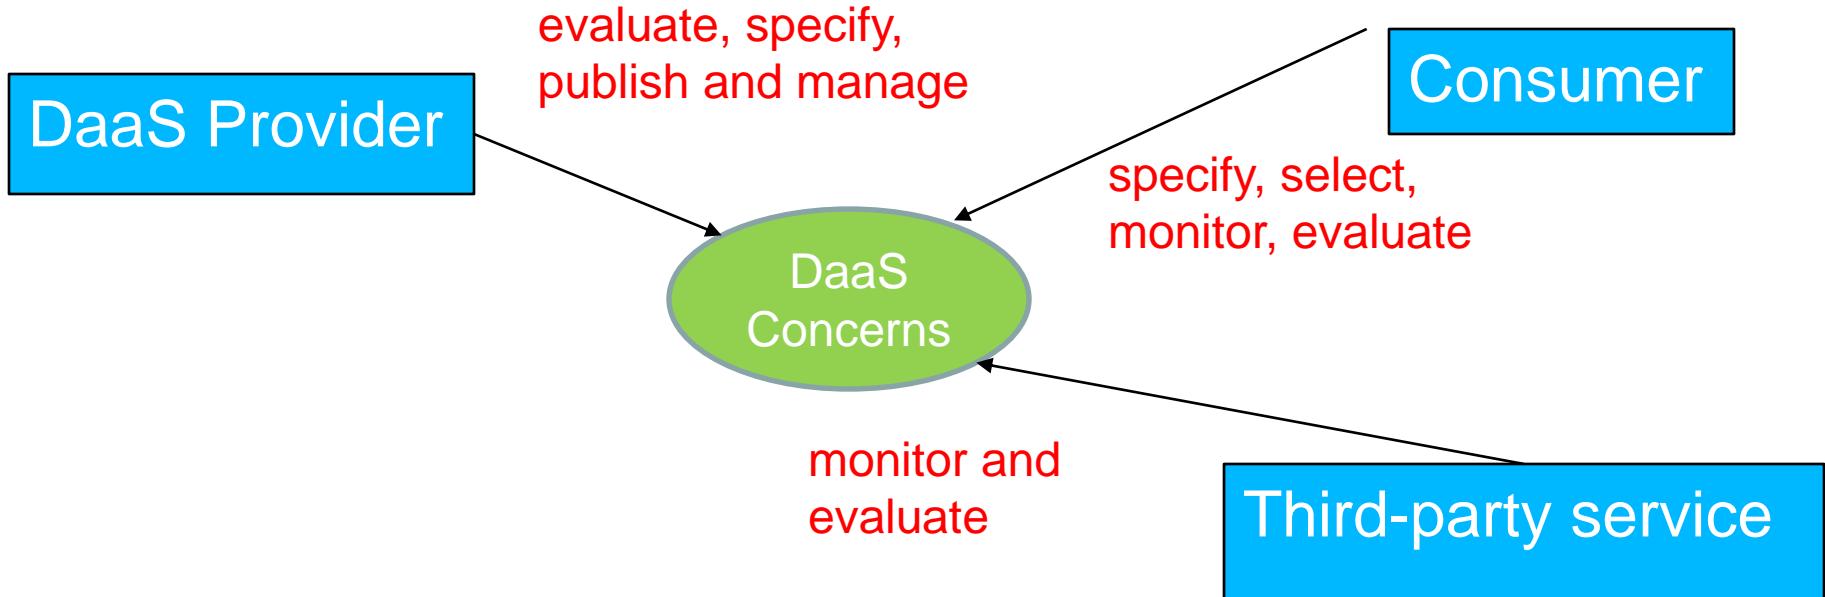 evaluate, specify,
publish and manage
DaaS Provider
Consumer
specify, select,
monitor, evaluate
DaaS
Concerns
monitor and
evaluate
Third-party service